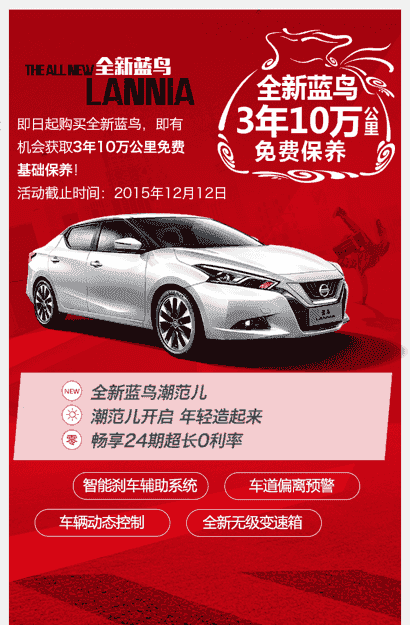 THE ALL NEW 全新蓝鸟
LANNIA
全新蓝鸟
3年10万公里
免费保养
即日起购买全新蓝鸟，即有
机会获取3年10万公里免费
基础保养！
活动截止时间：2015年12月12日
蓝鸟
LANNIA
NEW 全新蓝鸟潮范儿
潮范儿开启 年轻造起来
零 畅享24期超长0利率
智能刹车辅助系统 车道偏离预警
车辆动态控制 全新无级变速箱